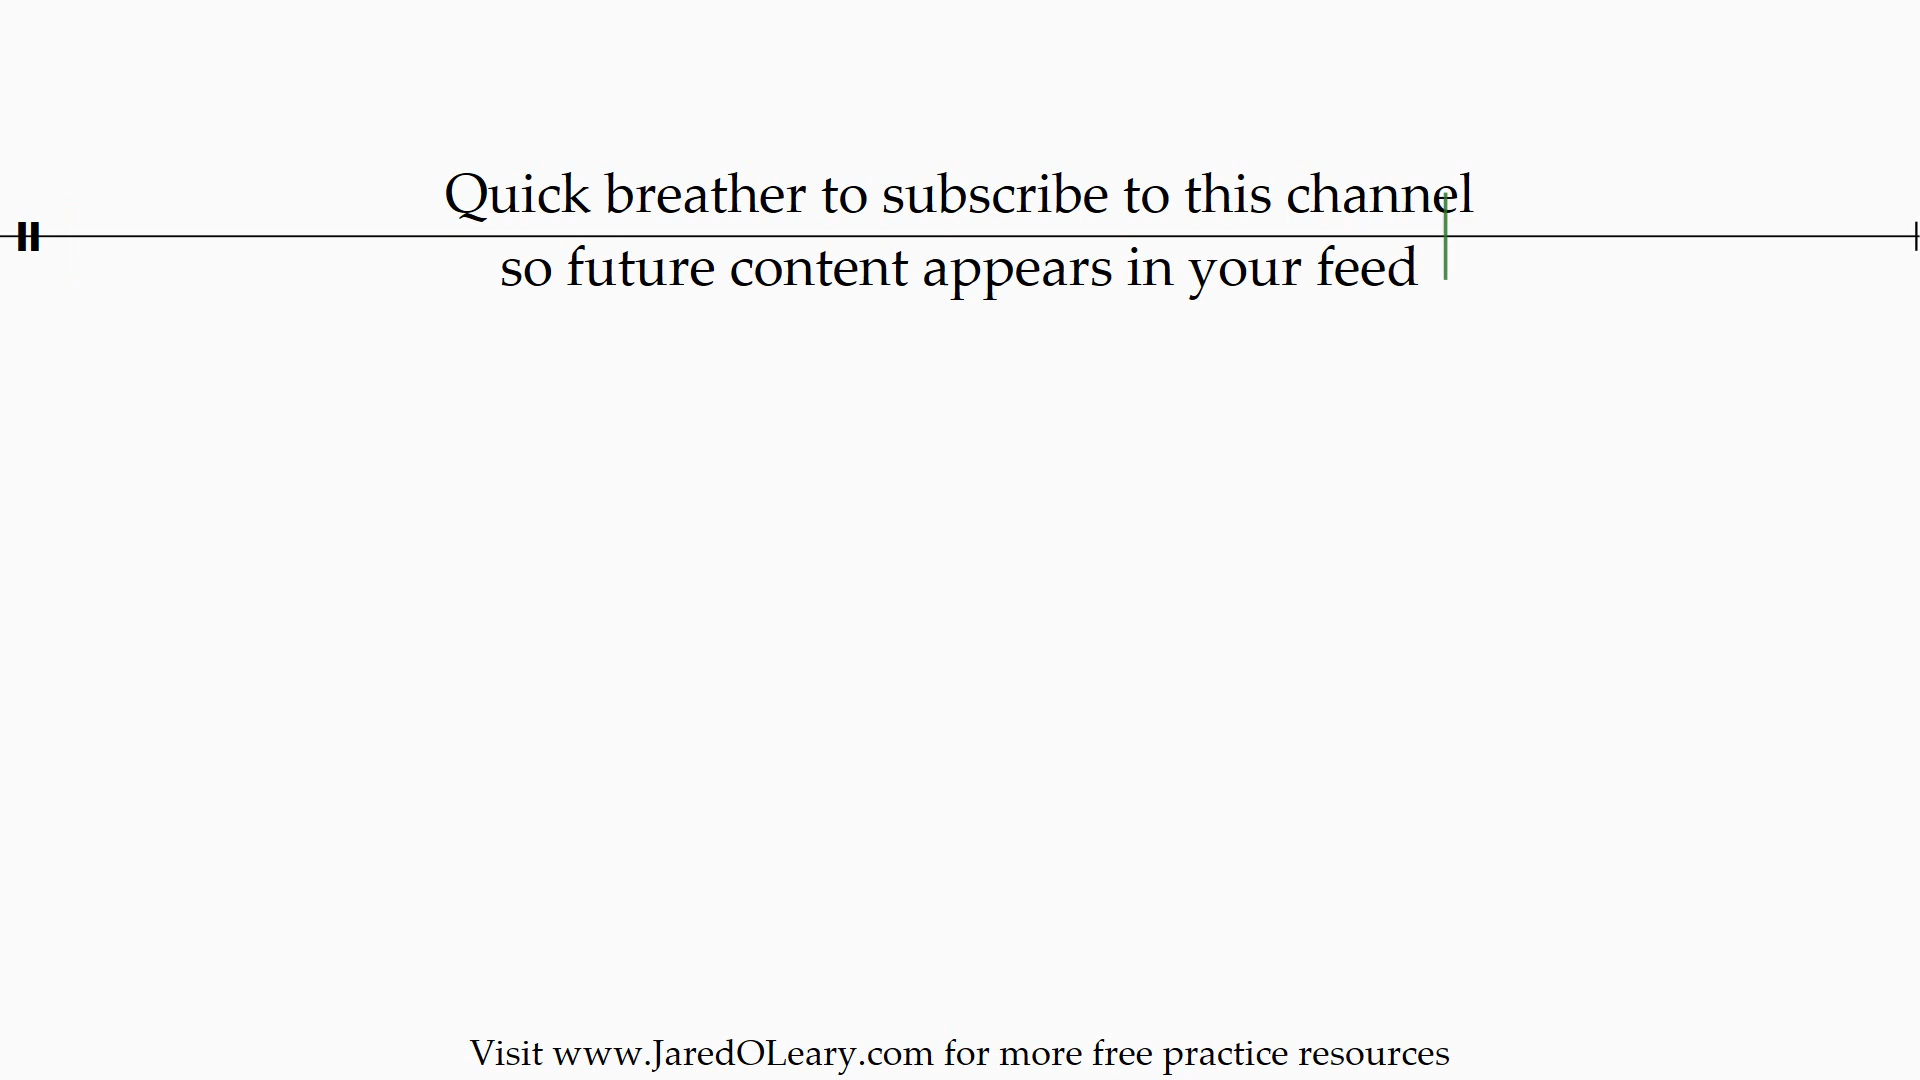 Quick breather to subscribe to this channel
so future content appears in your feed
Visit www.JaredOLeary.com for more free practice resources